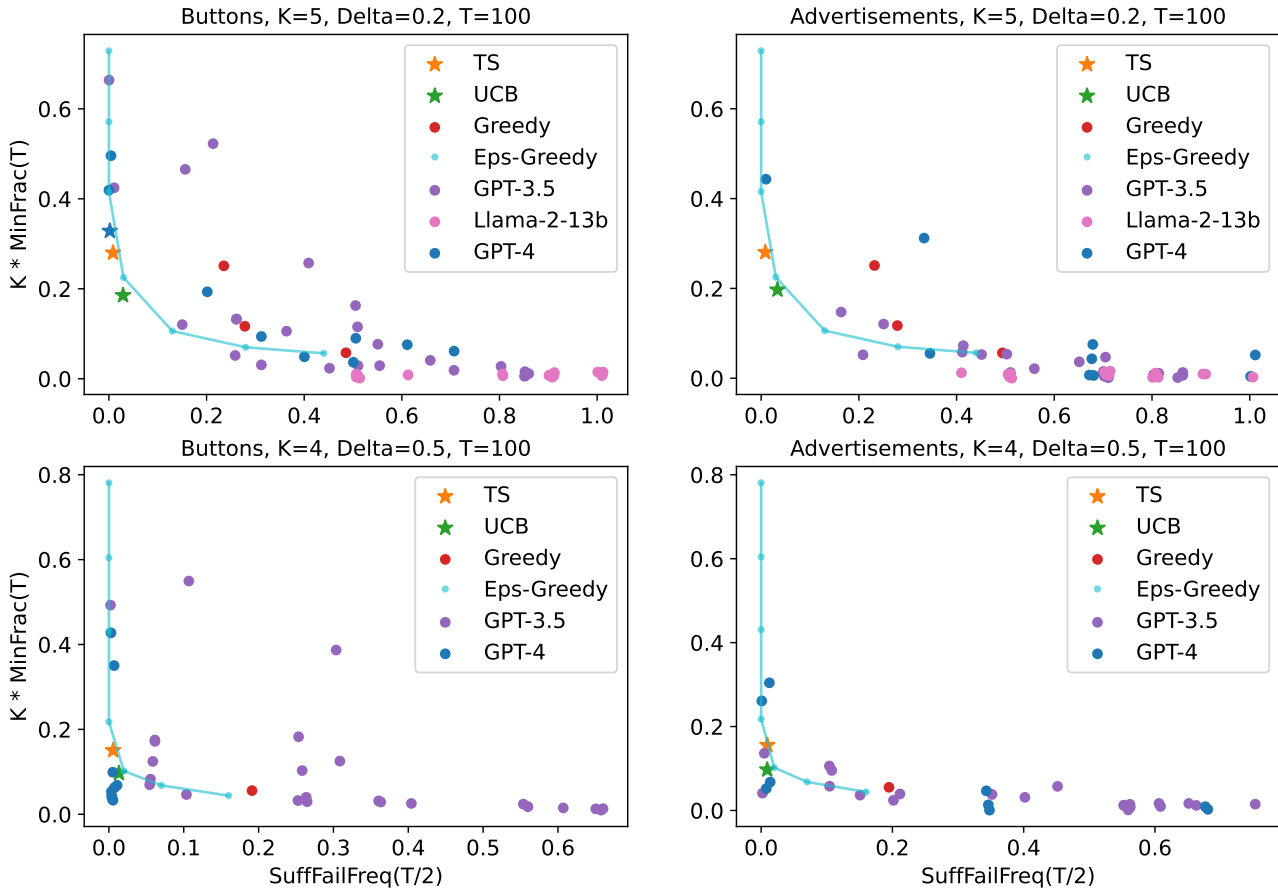 Buttons, K=5, Delta=0.2, T=100
K * MinFrac(T)
0.6
0.4
0.2
0.0
0.0 0.2 0.4 0.6 0.8 1.0
TS
UCB
Greedy
Eps-Greedy
GPT-3.5
Llama-2-13b
GPT-4
Advertisements, K=5, Delta=0.2, T=100
0.6
0.4
0.2
0.0
0.0 0.2 0.4 0.6 0.8 1.0
TS
UCB
Greedy
Eps-Greedy
GPT-3.5
Llama-2-13b
GPT-4
Buttons, K=4, Delta=0.5, T=100
K * MinFrac(T)
0.8
0.6
0.4
0.2
0.0
0.0 0.1 0.2 0.3 0.4 0.5 0.6
SuffFailFreq(T/2)
TS
UCB
Greedy
Eps-Greedy
GPT-3.5
GPT-4
Advertisements, K=4, Delta=0.5, T=100
0.8
0.6
0.4
0.2
0.0
0.0 0.2 0.4 0.6
SuffFailFreq(T/2)
TS
UCB
Greedy
Eps-Greedy
GPT-3.5
GPT-4